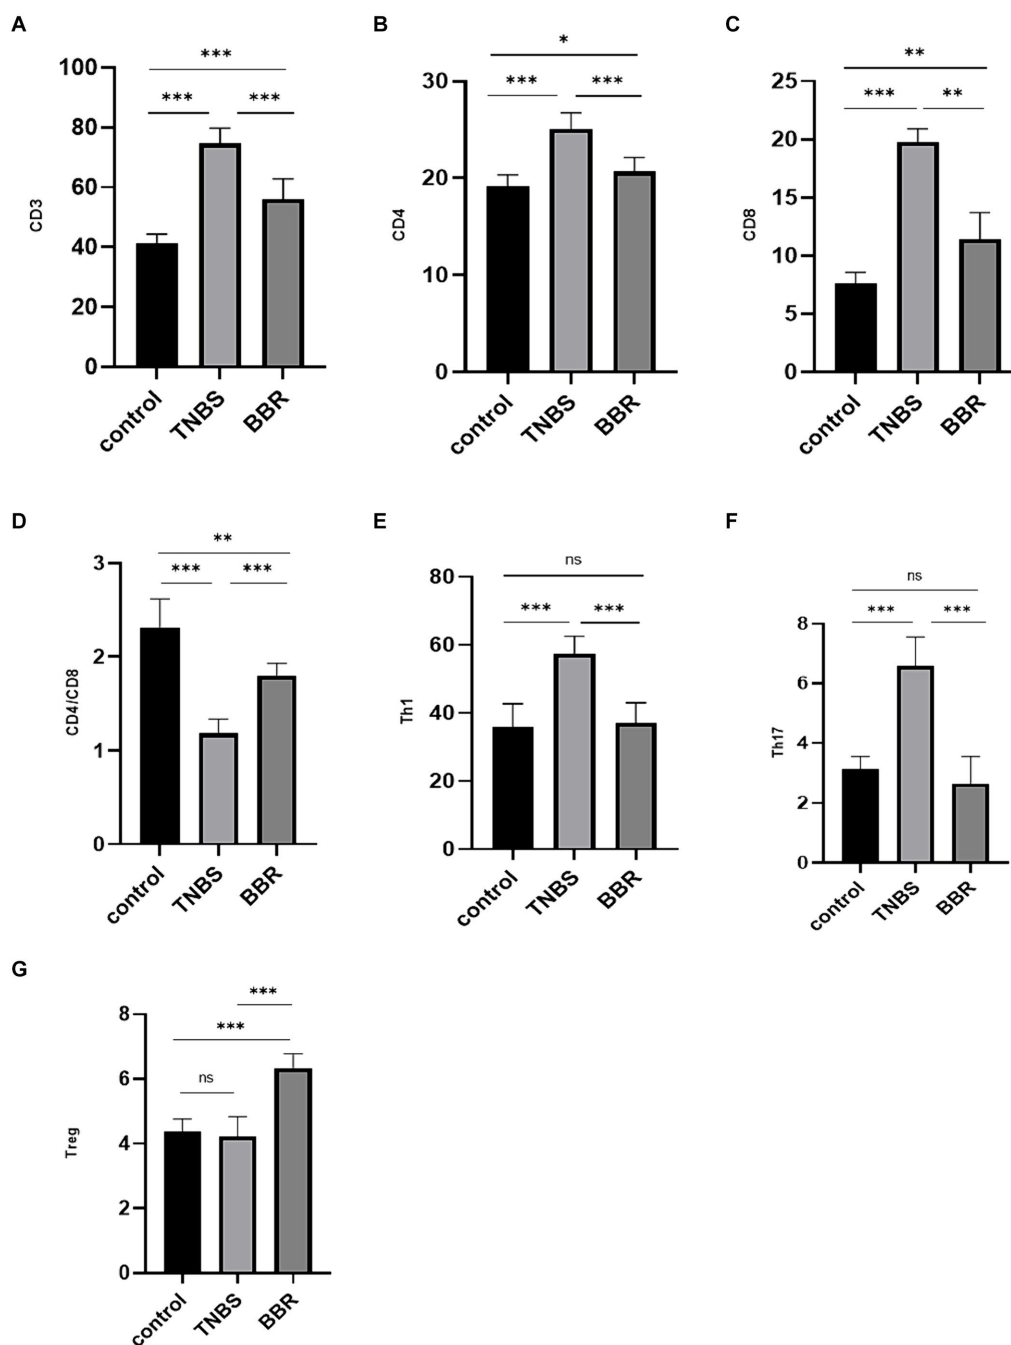 A
***
***
***
100
80
60
40
20
0
CD3
control
TNBS
BBR
B
*
***
***
30
20
10
0
CD4
control
TNBS
BBR
C
**
***
**
25
20
15
10
5
0
CD8
control
TNBS
BBR
D
**
***
***
3
2
1
0
CD4/CD8
control
TNBS
BBR
E
ns
***
***
80
60
40
20
0
Th1
control
TNBS
BBR
F
ns
***
***
8
6
4
2
0
Th17
control
TNBS
BBR
G
***
***
ns
8
6
4
2
0
Treg
control
TNBS
BBR